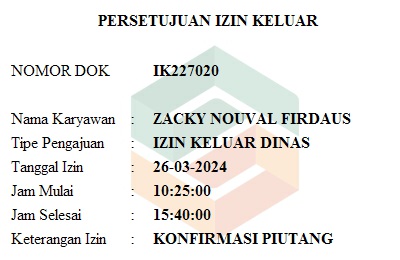 PERSETUJUAN IZIN KELUAR
NOMOR DOK IK227020
Nama Karyawan : ZACKY NOUVAL FIRDAUS
Tipe Pengajuan : IZIN KELUAR DINAS
Tanggal Izin : 26-03-2024
Jam Mulai : 10:25:00
Jam Selesai : 15:40:00
Keterangan Izin : KONFIRMASI PIUTANG